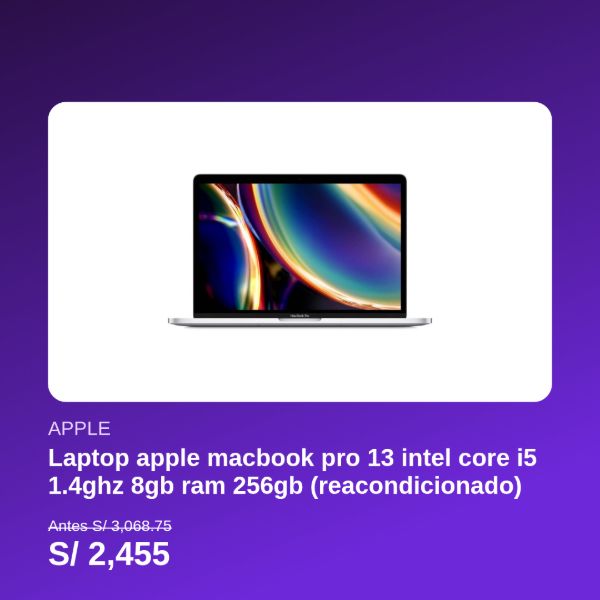 APPLE
Laptop apple macbook pro 13 intel core i5
1.4ghz 8gb ram 256gb (reacondicionado)
Antes S/ 3,068.75
S/ 2,455